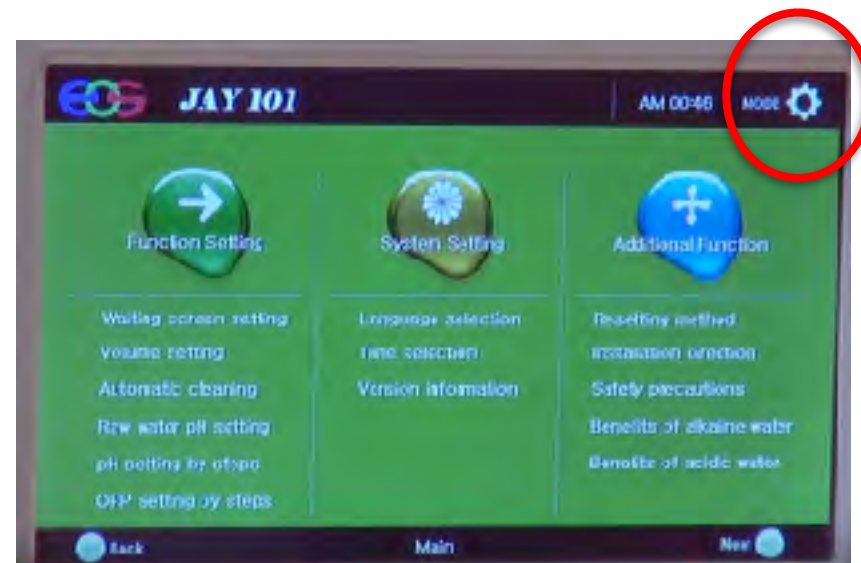 EOS JAY 101
AM 00:46 MODE
Function Setting
System Setting
Additional Function
Waiting screen setting
Volume setting
Automatic cleaning
Raw water pH setting
pH setting by steps
ORP setting by steps
Language selection
Time selection
Version information
Resetting method
Installation direction
Safety precautions
Benefits of alkaline water
Benefits of acidic water
Back
Main
Next